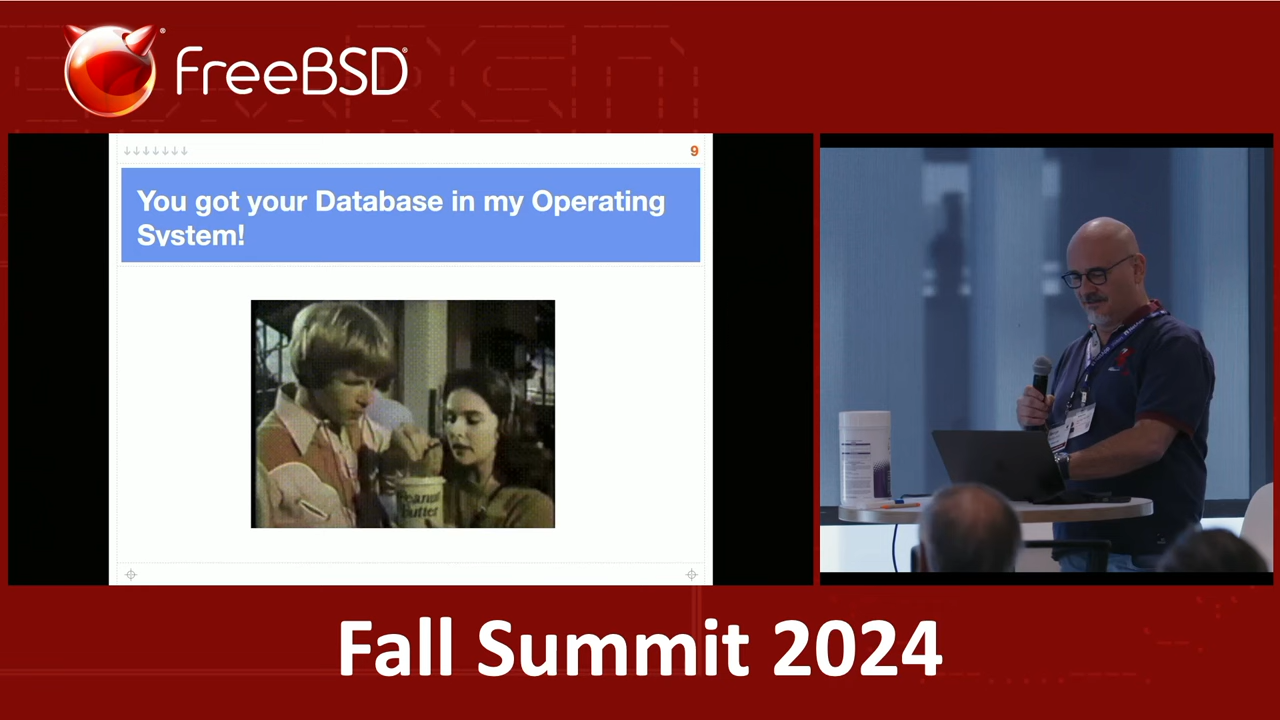 FreeBSD®
9
You got your Database in my Operating
System!
Peanut
Butter
Fall Summit 2024